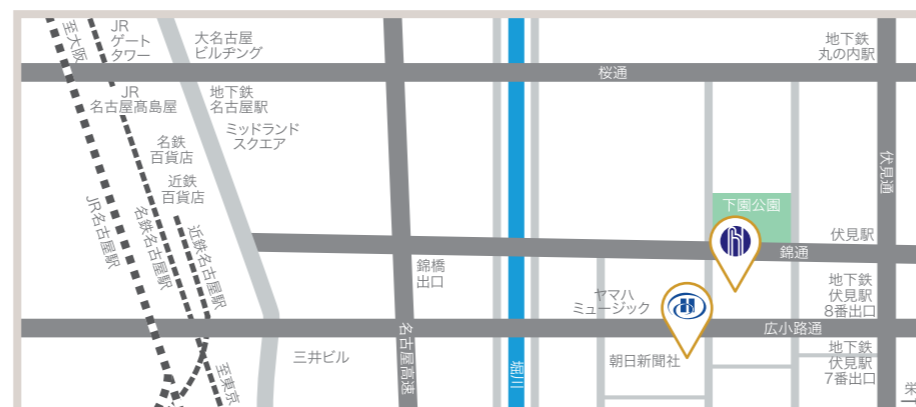 至大阪
JR
ゲート
タワー
大名古屋
ビルヂング
地下鉄
丸の内駅
桜通
JR
名古屋髙島屋
地下鉄
名古屋駅
ミッドランド
スクエア
名鉄
百貨店
近鉄
百貨店
伏見通
下園公園
JR名古屋駅
名鉄名古屋駅
近鉄名古屋駅
伏見駅
錦通
錦橋
出口
ヤマハ
ミュージック
地下鉄
伏見駅
8番出口
広小路通
名古屋高速
三井ビル
堀川
朝日新聞社
地下鉄
伏見駅
7番出口
至東京
栄